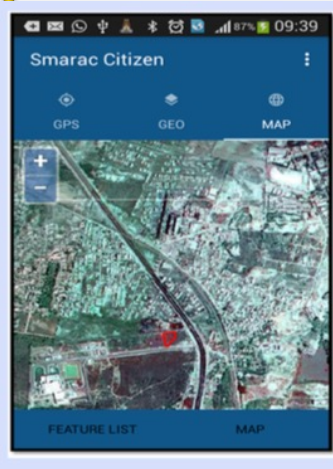 87% 09:39
Smarac Citizen
GPS GEO MAP
+
−
FEATURE LIST MAP